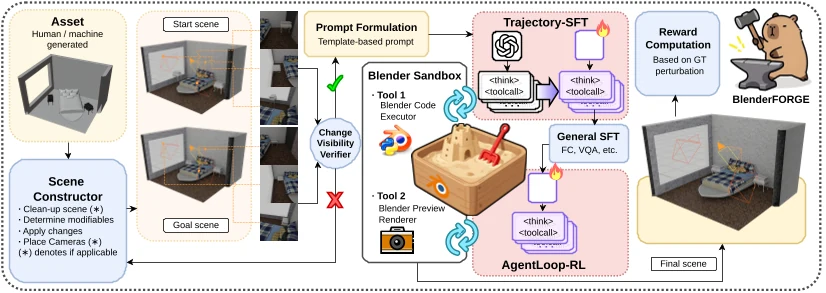 Asset
Human / machine
generated
Scene
Constructor
· Clean-up scene (∗)
· Determine modifiables
· Apply changes
· Place Cameras (∗)
(∗) denotes if applicable
Start scene
Goal scene
Change
Visibility
Verifier
Prompt Formulation
Template-based prompt
Blender Sandbox
· Tool 1
Blender Code
Executor
· Tool 2
Blender Preview
Renderer
Trajectory-SFT
<think>
<toolcall>
<think>
<toolcall>
General SFT
FC, VQA, etc.
<think>
<toolcall>
AgentLoop-RL
Reward
Computation
Based on GT
perturbation
BlenderFORGE
Final scene